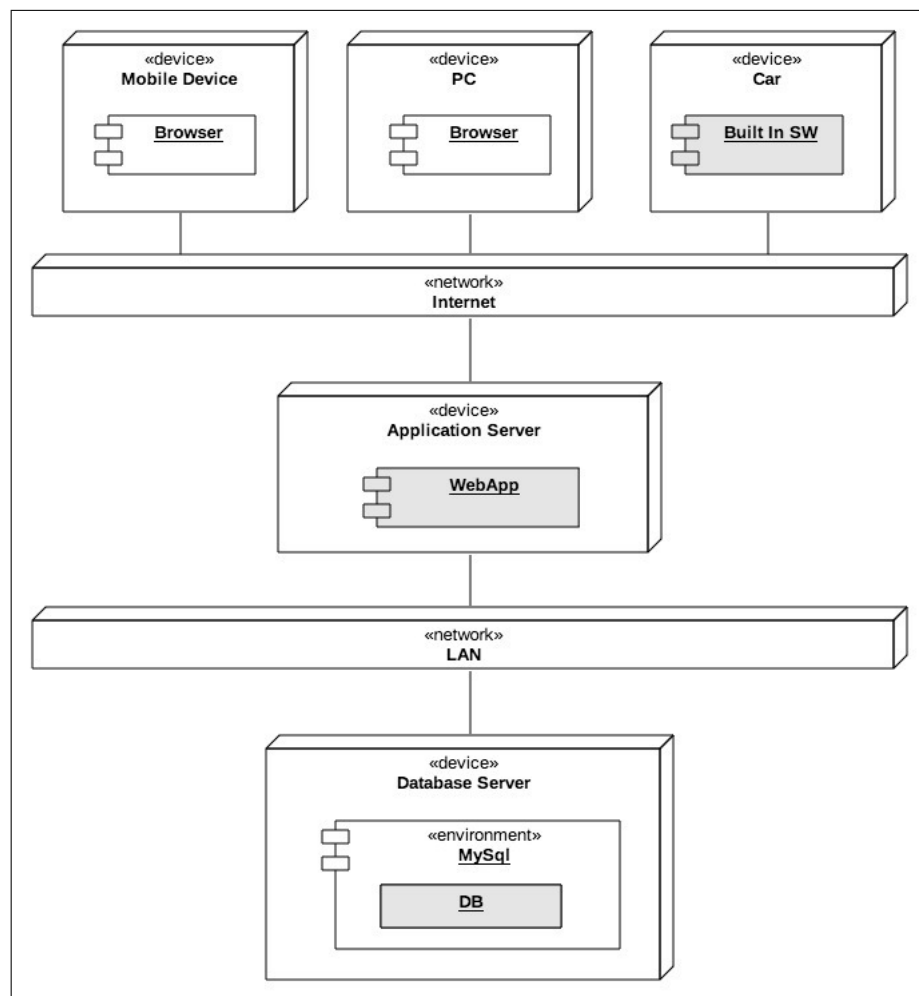 «device»
Mobile Device
Browser
«device»
PC
Browser
«device»
Car
Built In SW
«network»
Internet
«device»
Application Server
WebApp
«network»
LAN
«device»
Database Server
«environment»
MySql
DB